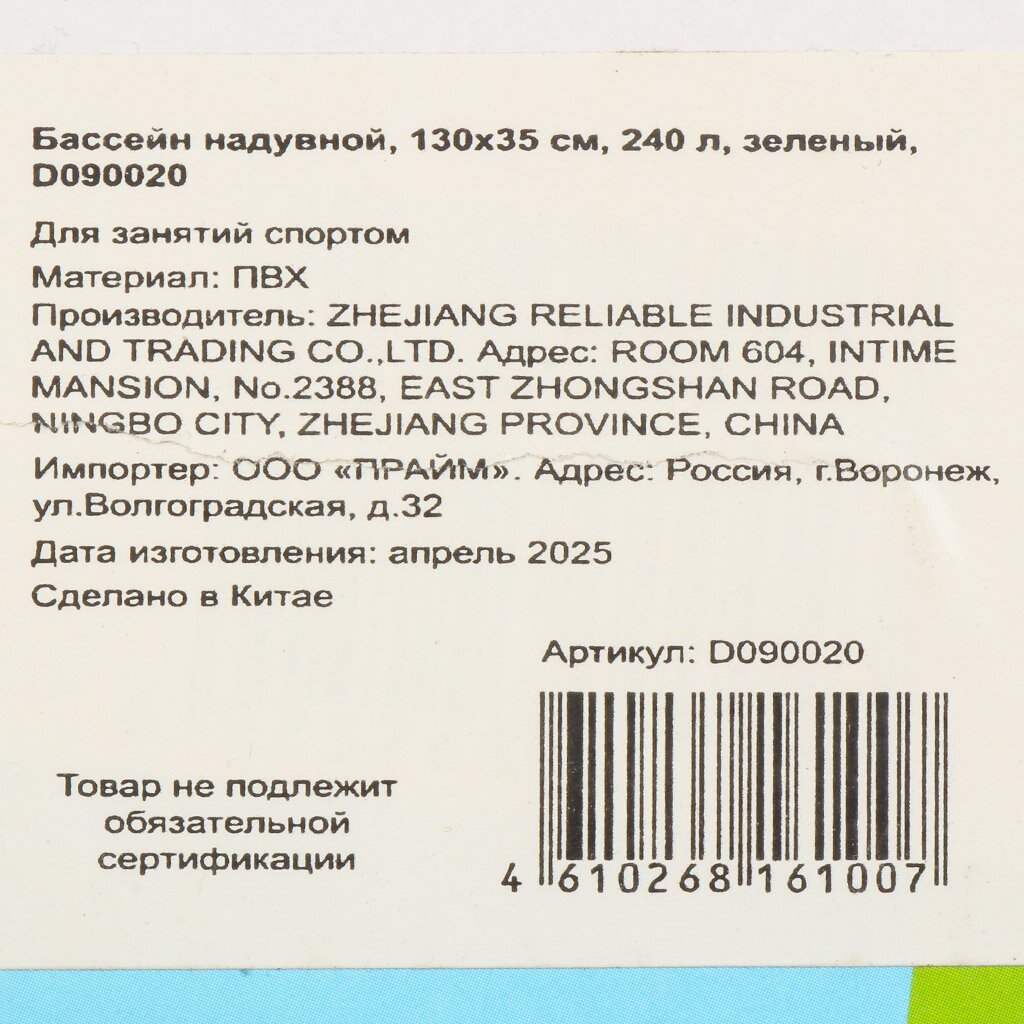 Бассейн надувной, 130х35 см, 240 л, зеленый,
D090020
Для занятий спортом
Материал: ПВХ
Производитель: ZHEJIANG RELIABLE INDUSTRIAL
AND TRADING CO.,LTD. Адрес: ROOM 604, INTIME
MANSION, No.2388, EAST ZHONGSHAN ROAD,
NINGBO CITY, ZHEJIANG PROVINCE, CHINA
Импортер: ООО «ПРАЙМ». Адрес: Россия, г.Воронеж,
ул.Волгоградская, д.32
Дата изготовления: апрель 2025
Сделано в Китае
Артикул: D090020
Товар не подлежит
обязательной
сертификации
4 610268 161007